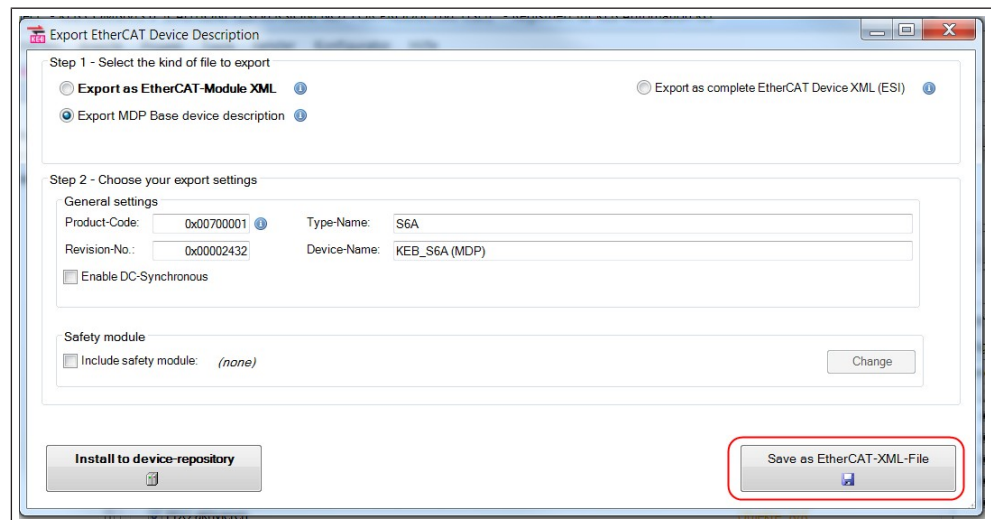 Export EtherCAT Device Description
Step 1 - Select the kind of file to export
Export as EtherCAT-Module XML
Export as complete EtherCAT Device XML (ESI)
Export MDP Base device description
Step 2 - Choose your export settings
General settings
Product-Code: 0x00700001 Type-Name: S6A
Revision-No.: 0x00002432 Device-Name: KEB_S6A (MDP)
Enable DC-Synchronous
Safety module
Include safety module: (none) Change
Install to device-repository Save as EtherCAT-XML-File